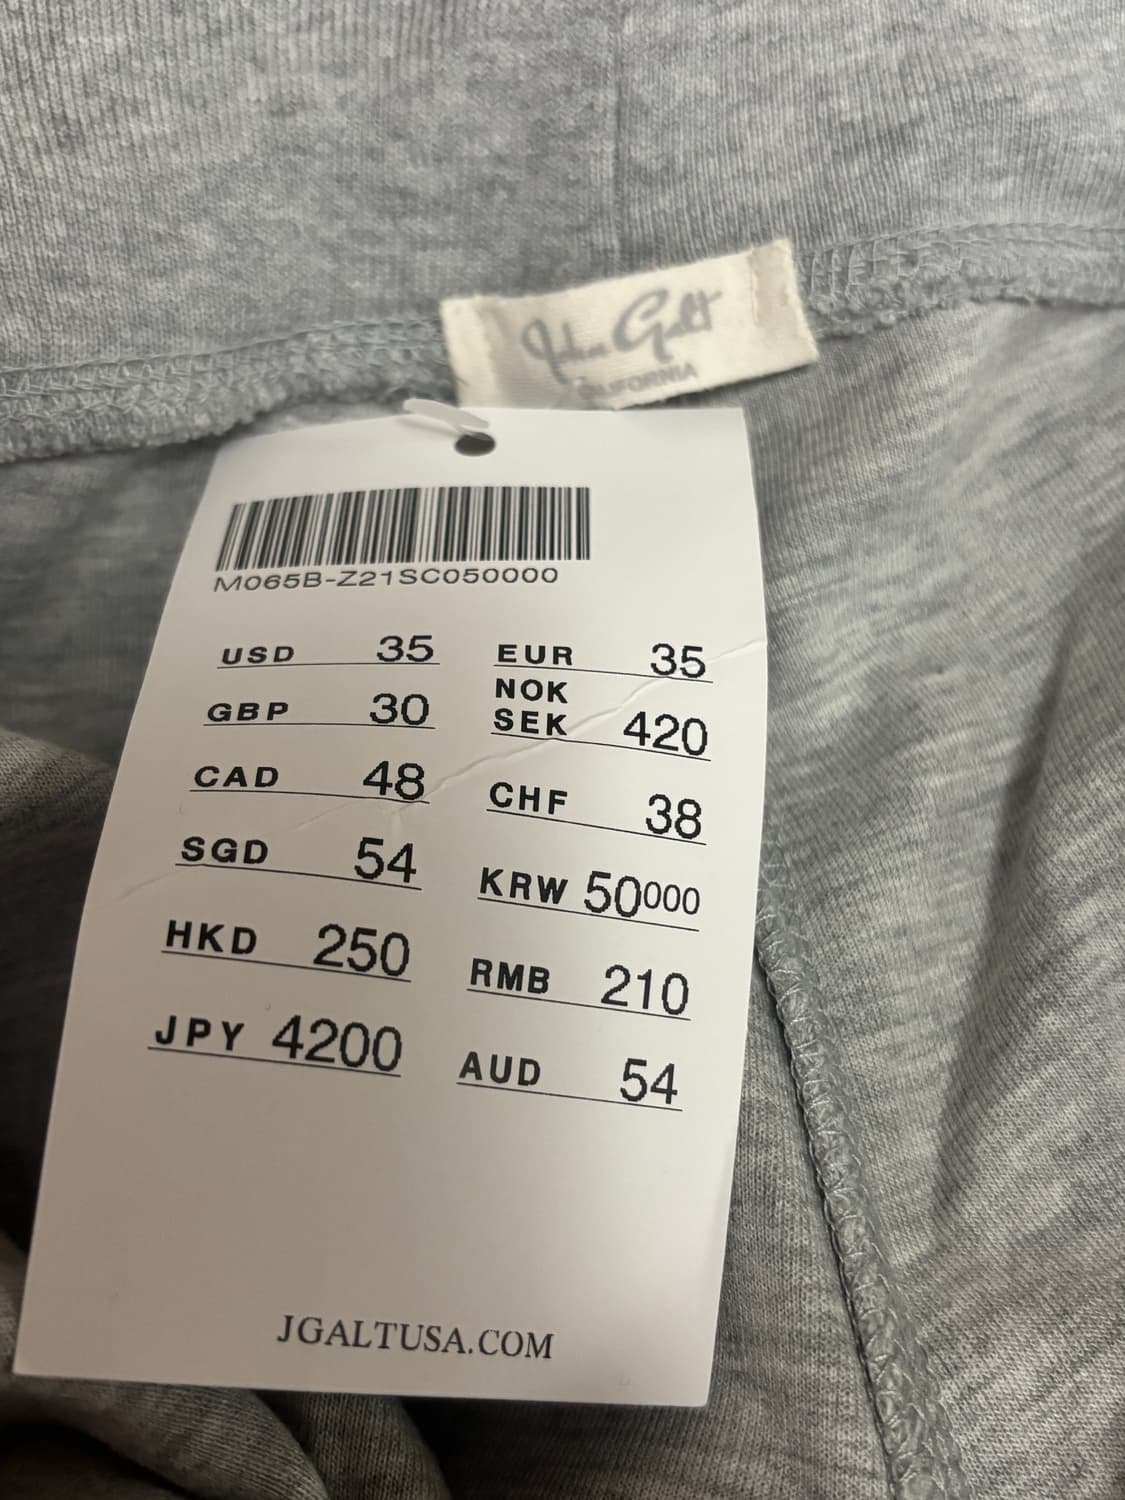 John Galt
CALIFORNIA
M065B-Z21SC050000
USD 35
GBP 30
CAD 48
SGD 54
HKD 250
JPY 4200
EUR 35
NOK
SEK 420
CHF 38
KRW 50000
RMB 210
AUD 54
JGALTUSA.COM